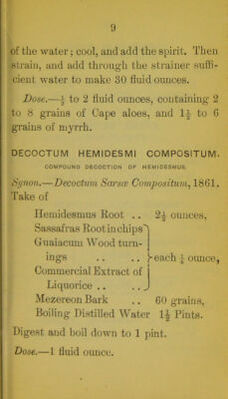 9
of the water; cool, and add the spirit. Then
strain, and add through the strainer suffi-
cient water to make 30 fluid ounces.
Dose.—½ to 2 fluid ounces, containing 2
to 8 grains of Cape aloes, and 1½ to 6
grains of myrrh.
DECOCTUM HEMIDESMI COMPOSITUM.
COMPOUND DECOCTION OF HEMIDESMUS.
Synon.—Decoctum Sarsæ Compositum, 1861.
Take of
Hemidesmus Root .. 2½ ounces,
Sassafras Root in chips
Guaiacum Wood turn-
ings .. .. each ¼ ounce,
Commercial Extract of
Liquorice .. ..
Mezereon Bark .. 60 grains,
Boiling Distilled Water 1½ Pints.
Digest and boil down to 1 pint.
Dose.—1 fluid ounce.